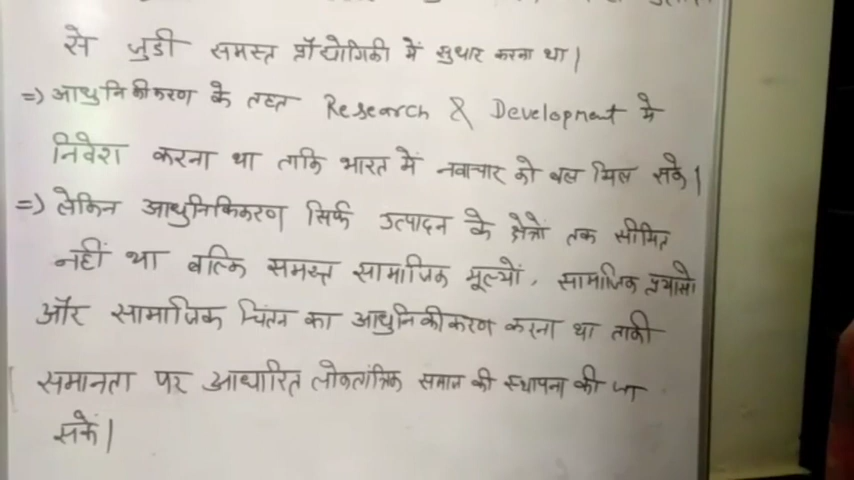 से जुडी समस्त प्रौद्योगिकी में सुधार करना था।
=) आधुनिकीकरण के तहत Research & Development मे
निवेश करना था ताकि भारत में नवाचार को बल मिल सके।
=) लेकिन आधुनिकिकरण सिर्फ उत्पादन के क्षेत्रों तक सीमित
नहीं था बल्कि समस्त सामाजिक मूल्यों, सामाजिक
और सामाजिक चिंतन का आधुनिकीकरण करना था ताकी
समानता पर आधारित लोकतांत्रिक समाज की स्थापना की जा
सकें।